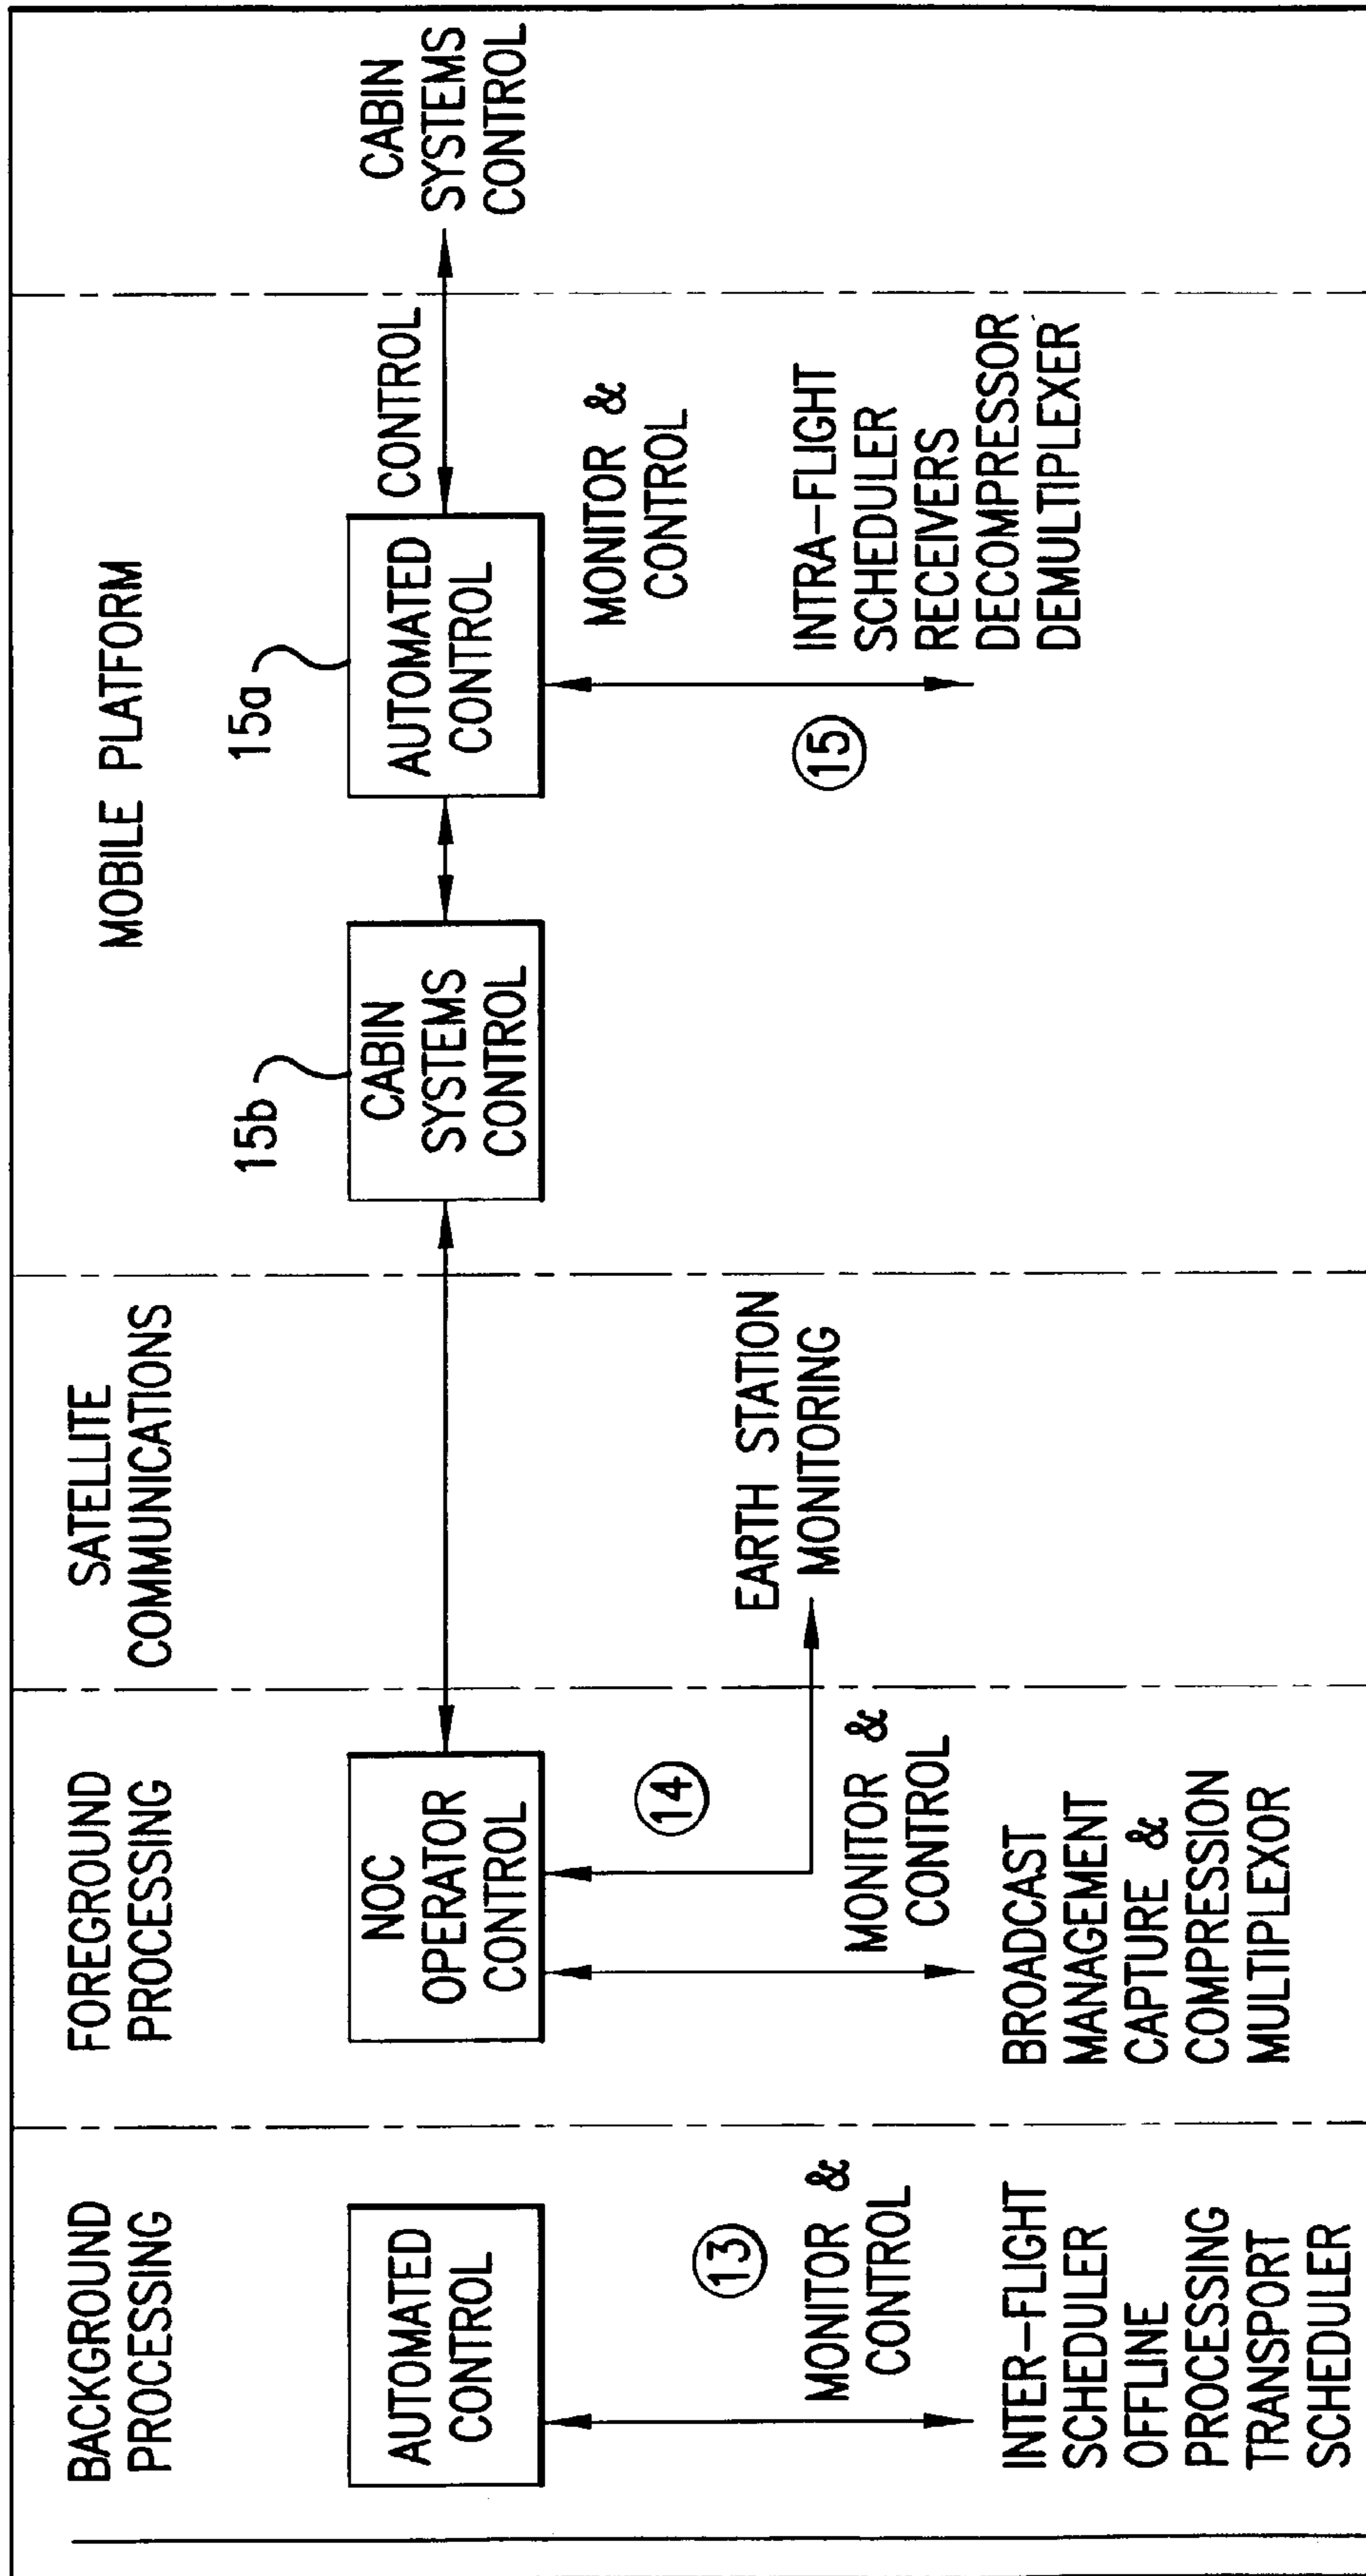 BACKGROUND
PROCESSING
AUTOMATED
CONTROL
13
MONITOR &
CONTROL
INTER-FLIGHT
SCHEDULER
OFFLINE
PROCESSING
TRANSPORT
SCHEDULER
FOREGROUND
PROCESSING
NOC
OPERATOR
CONTROL
14
MONITOR &
CONTROL
BROADCAST
MANAGEMENT
CAPTURE &
COMPRESSION
MULTIPLEXOR
SATELLITE
COMMUNICATIONS
EARTH STATION
MONITORING
MOBILE PLATFORM
15b
CABIN
SYSTEMS
CONTROL
15a
AUTOMATED
CONTROL
CONTROL
MONITOR &
CONTROL
15
INTRA-FLIGHT
SCHEDULER
RECEIVERS
DECOMPRESSOR
DEMULTIPLEXER
CABIN
SYSTEMS
CONTROL